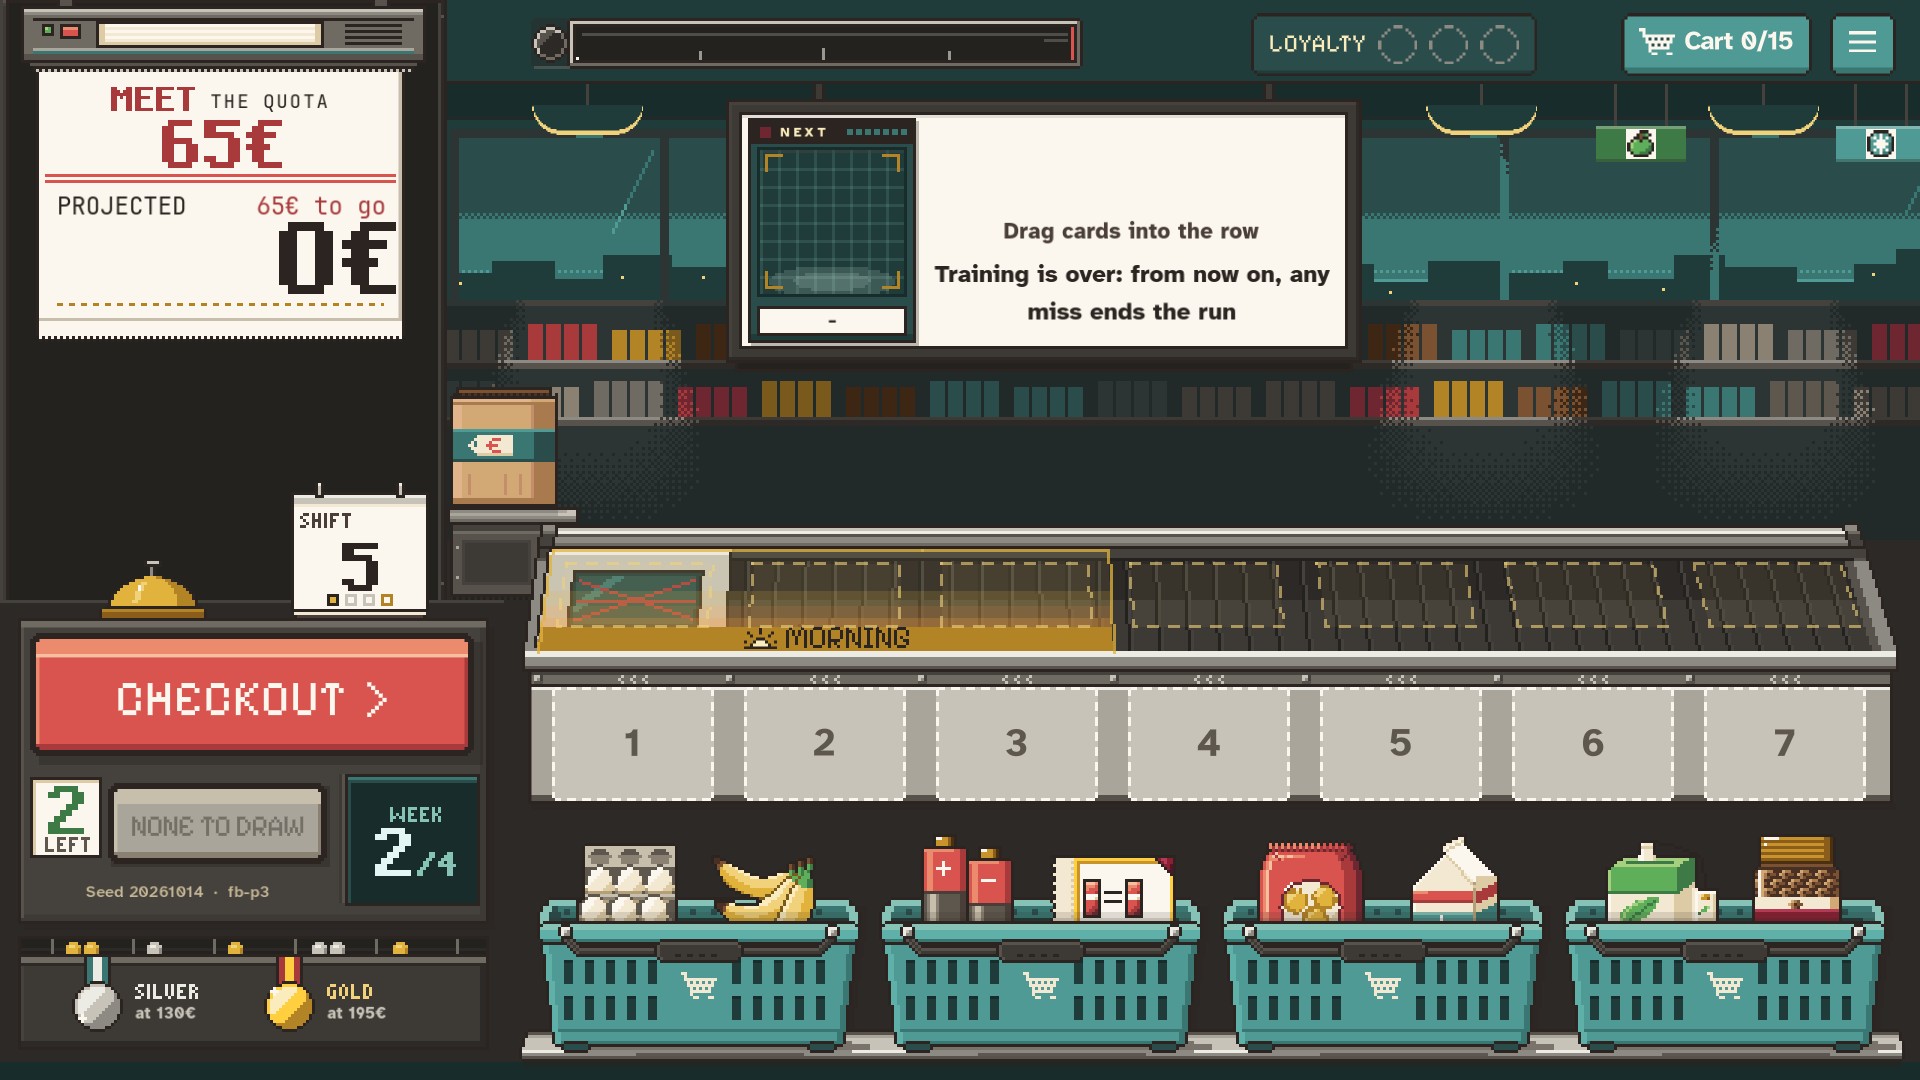 MEET THE QUOTA
65€
PROJECTED
65€ to go
0€
SHIFT
5
CHECKOUT >
2
LEFT
NONE TO DRAW
WEEK
2/4
Seed 20261014 · fb-p3
SILVER
at 130€
GOLD
at 195€
LOYALTY
Cart 0/15
NEXT
-
Drag cards into the row
Training is over: from now on, any
miss ends the run
€
MORNING
1
2
3
4
5
6
7
+
−
=